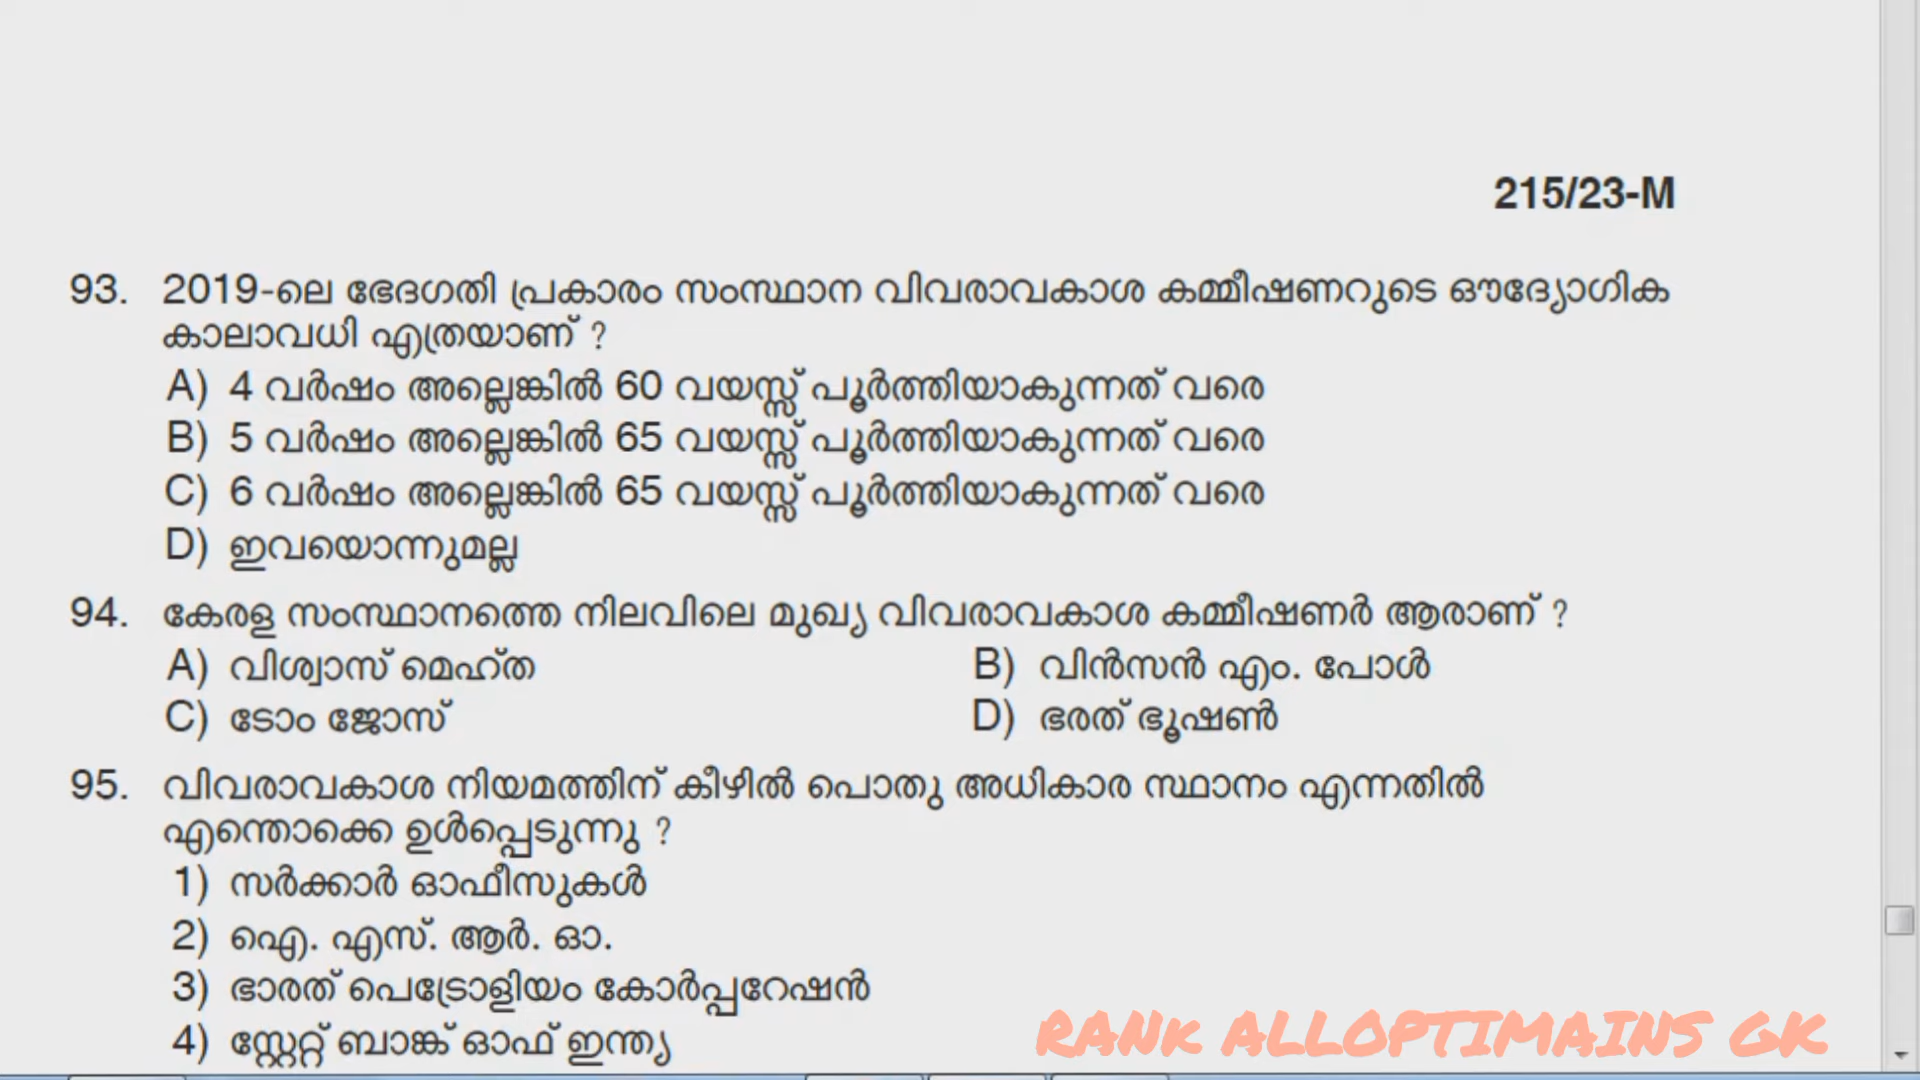 215/23-M
93. 2019-ലെ ഭേദഗതി പ്രകാരം സംസ്ഥാന വിവരാവകാശ കമ്മീഷണറുടെ ഔദ്യോഗിക
കാലാവധി എത്രയാണ് ?
A) 4 വർഷം അല്ലെങ്കിൽ 60 വയസ്സ് പൂർത്തിയാകുന്നത് വരെ
B) 5 വർഷം അല്ലെങ്കിൽ 65 വയസ്സ് പൂർത്തിയാകുന്നത് വരെ
C) 6 വർഷം അല്ലെങ്കിൽ 65 വയസ്സ് പൂർത്തിയാകുന്നത് വരെ
D) ഇവയൊന്നുമല്ല
94. കേരള സംസ്ഥാനത്തെ നിലവിലെ മുഖ്യ വിവരാവകാശ കമ്മീഷണർ ആരാണ് ?
A) വിശ്വാസ് മെഹ്ത B) വിൻസൻ എം. പോൾ
C) ടോം ജോസ് D) ഭരത് ഭൂഷൺ
95. വിവരാവകാശ നിയമത്തിന് കീഴിൽ പൊതു അധികാര സ്ഥാനം എന്നതിൽ
എന്തൊക്കെ ഉൾപ്പെടുന്നു ?
1) സർക്കാർ ഓഫീസുകൾ
2) ഐ. എസ്. ആർ. ഓ.
3) ഭാരത് പെട്രോളിയം കോർപ്പറേഷൻ
4) സ്റ്റേറ്റ് ബാങ്ക് ഓഫ് ഇന്ത്യ
RANK ALLOPTIMAINS GK